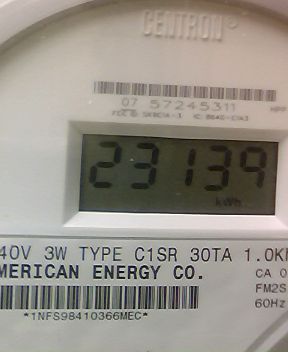 CENTRON®
07 57245311
23139
kWh
40V 3W TYPE C1SR 30TA 1.0K
MERICAN ENERGY CO.
CA 0
FM2S
60Hz
*1NFS98410366MEC*